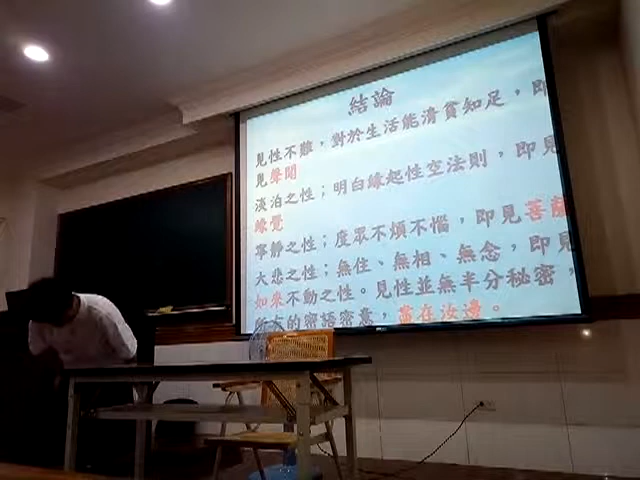 結論
見性不難，對於生活能清貧知足，即
見聲聞
淡泊之性；明白緣起性空法則，即見
緣覺
寧靜之性；度眾不煩不惱，即見菩薩
大悲之性；無住、無相、無念，即見
如來不動之性。見性並無半分秘密，
所有的密語密意，盡在汝邊。